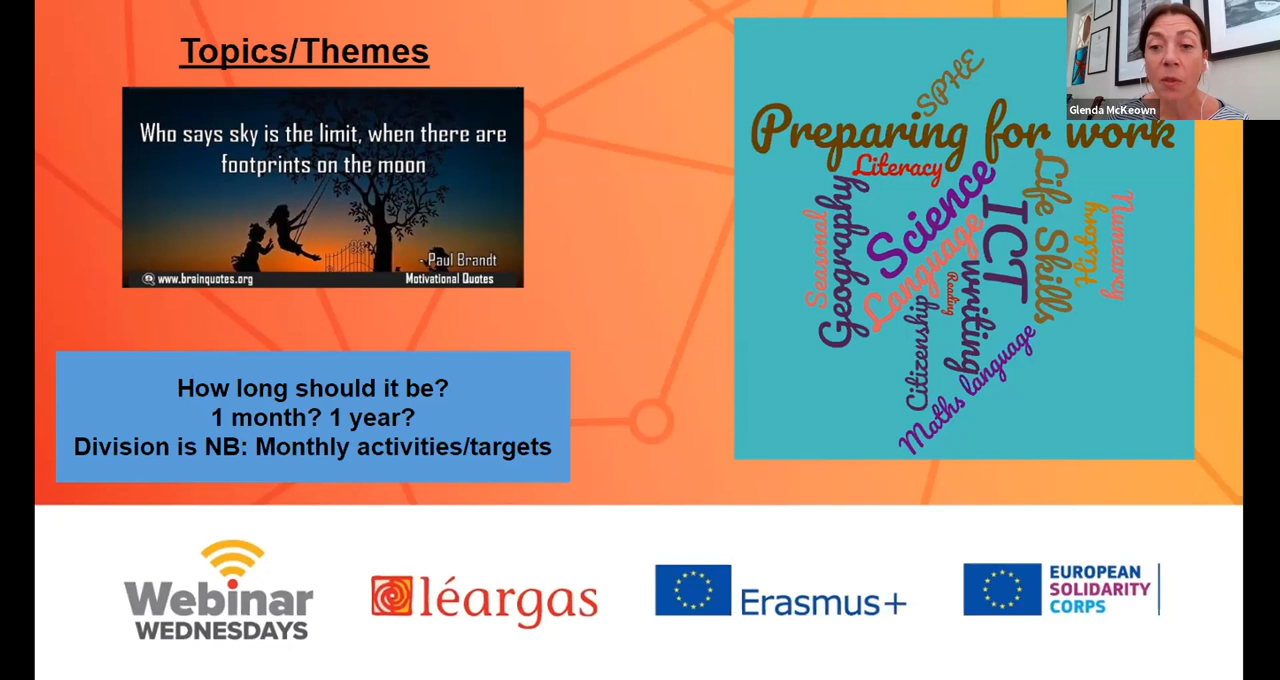 Topics/Themes
Who says sky is the limit, when there are
footprints on the moon
- Paul Brandt
www.brainquotes.org
Motivational Quotes
How long should it be?
1 month? 1 year?
Division is NB: Monthly activities/targets
SPHE
Preparing for work
Literacy
Seasonal
Geography
Science
Language
ICT
Life Skills
History
Numeracy
Reading
writing
Citizenship
Maths language
Glenda McKeown
Webinar
WEDNESDAYS
léargas
Erasmus+
EUROPEAN
SOLIDARITY
CORPS